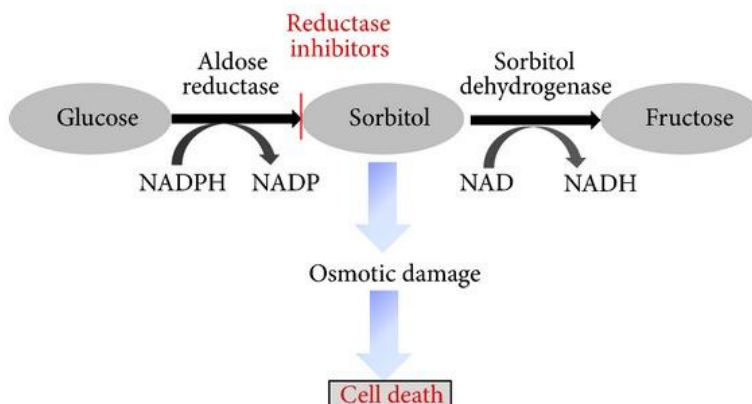 Reductase
inhibitors
Aldose
reductase
Sorbitol
dehydrogenase
Glucose
Sorbitol
Fructose
NADPH
NADP
NAD
NADH
Osmotic damage
Cell death